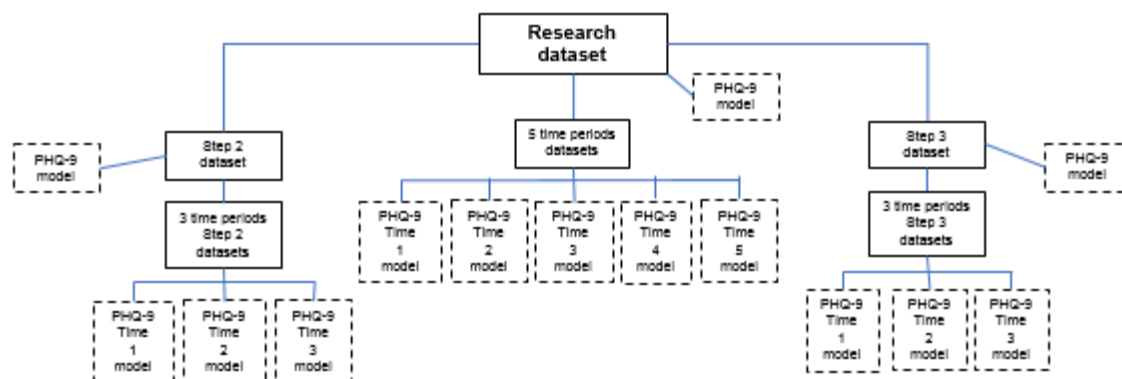 Research
dataset
PHQ-9
model
Step 2
dataset
PHQ-9
model
5 time periods
datasets
Step 3
dataset
PHQ-9
model
3 time periods
Step 2
datasets
PHQ-9
Time
1
model
PHQ-9
Time
2
model
PHQ-9
Time
3
model
PHQ-9
Time
4
model
PHQ-9
Time
5
model
3 time periods
Step 3
datasets
PHQ-9
Time
1
model
PHQ-9
Time
2
model
PHQ-9
Time
3
model
PHQ-9
Time
1
model
PHQ-9
Time
2
model
PHQ-9
Time
3
model